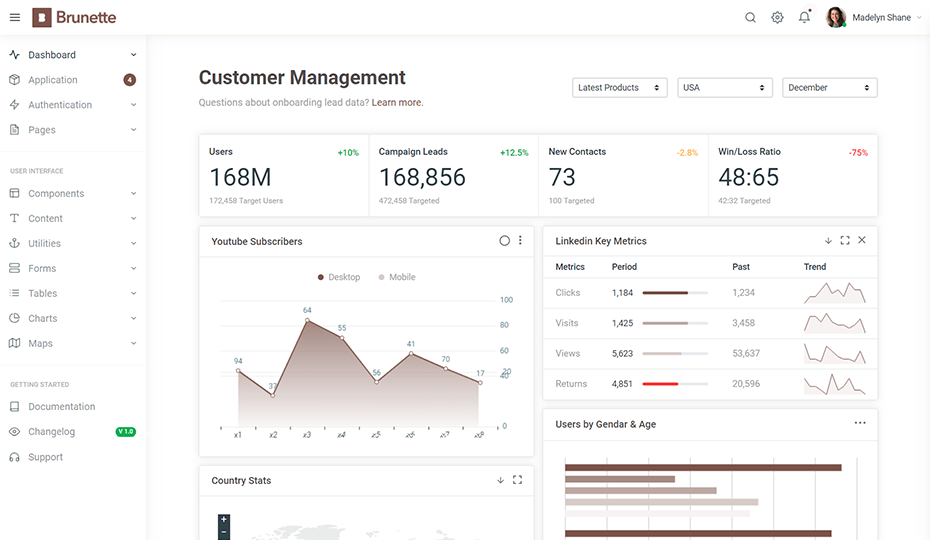 Brunette
Madelyn Shane
Dashboard
Application 4
Authentication
Pages
USER INTERFACE
Components
Content
Utilities
Forms
Tables
Charts
Maps
GETTING STARTED
Documentation
Changelog V 1.0
Support
Customer Management
Questions about onboarding lead data? Learn more.
Latest Products
USA
December
Users +10%
168M
172,458 Target Users
Campaign Leads +12.5%
168,856
472,458 Targeted
New Contacts -2.8%
73
100 Targeted
Win/Loss Ratio -75%
48:65
42:32 Targeted
Youtube Subscribers
Desktop Mobile
100
80
60
20
40
0
94 37 64 55 56 41 70 17
x1 x2 x3 x4 x5 x6 x7 x8
Linkedin Key Metrics
Metrics Period Past Trend
Clicks 1,184 1,234
Visits 1,425 3,458
Views 5,623 53,637
Returns 4,851 20,596
Users by Gendar & Age
Country Stats
+
−